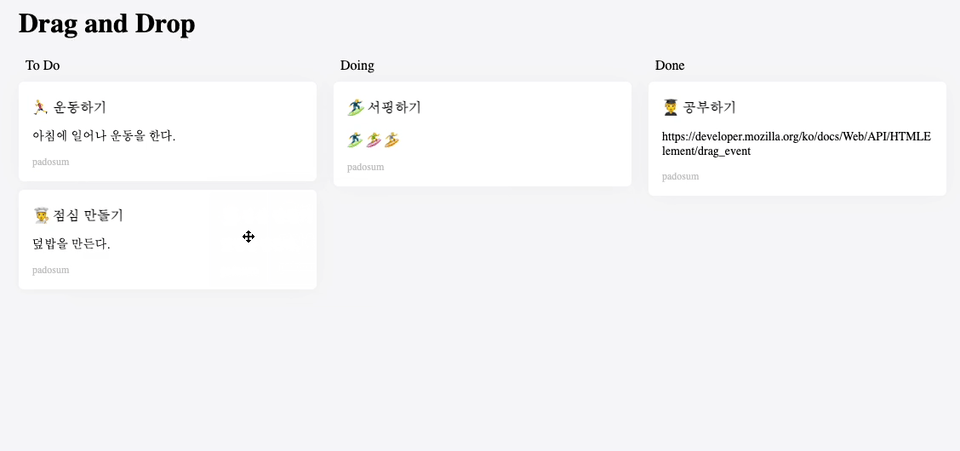 Drag and Drop
To Do
🏃 운동하기
아침에 일어나 운동을 한다.
padosum
👨‍🍳 점심 만들기
덮밥을 만든다.
padosum
Doing
🏄‍♂️ 서핑하기
🏄‍♂️🏄‍♀️🏄
padosum
Done
👨‍🎓 공부하기
https://developer.mozilla.org/ko/docs/Web/API/HTMLE
lement/drag_event
padosum